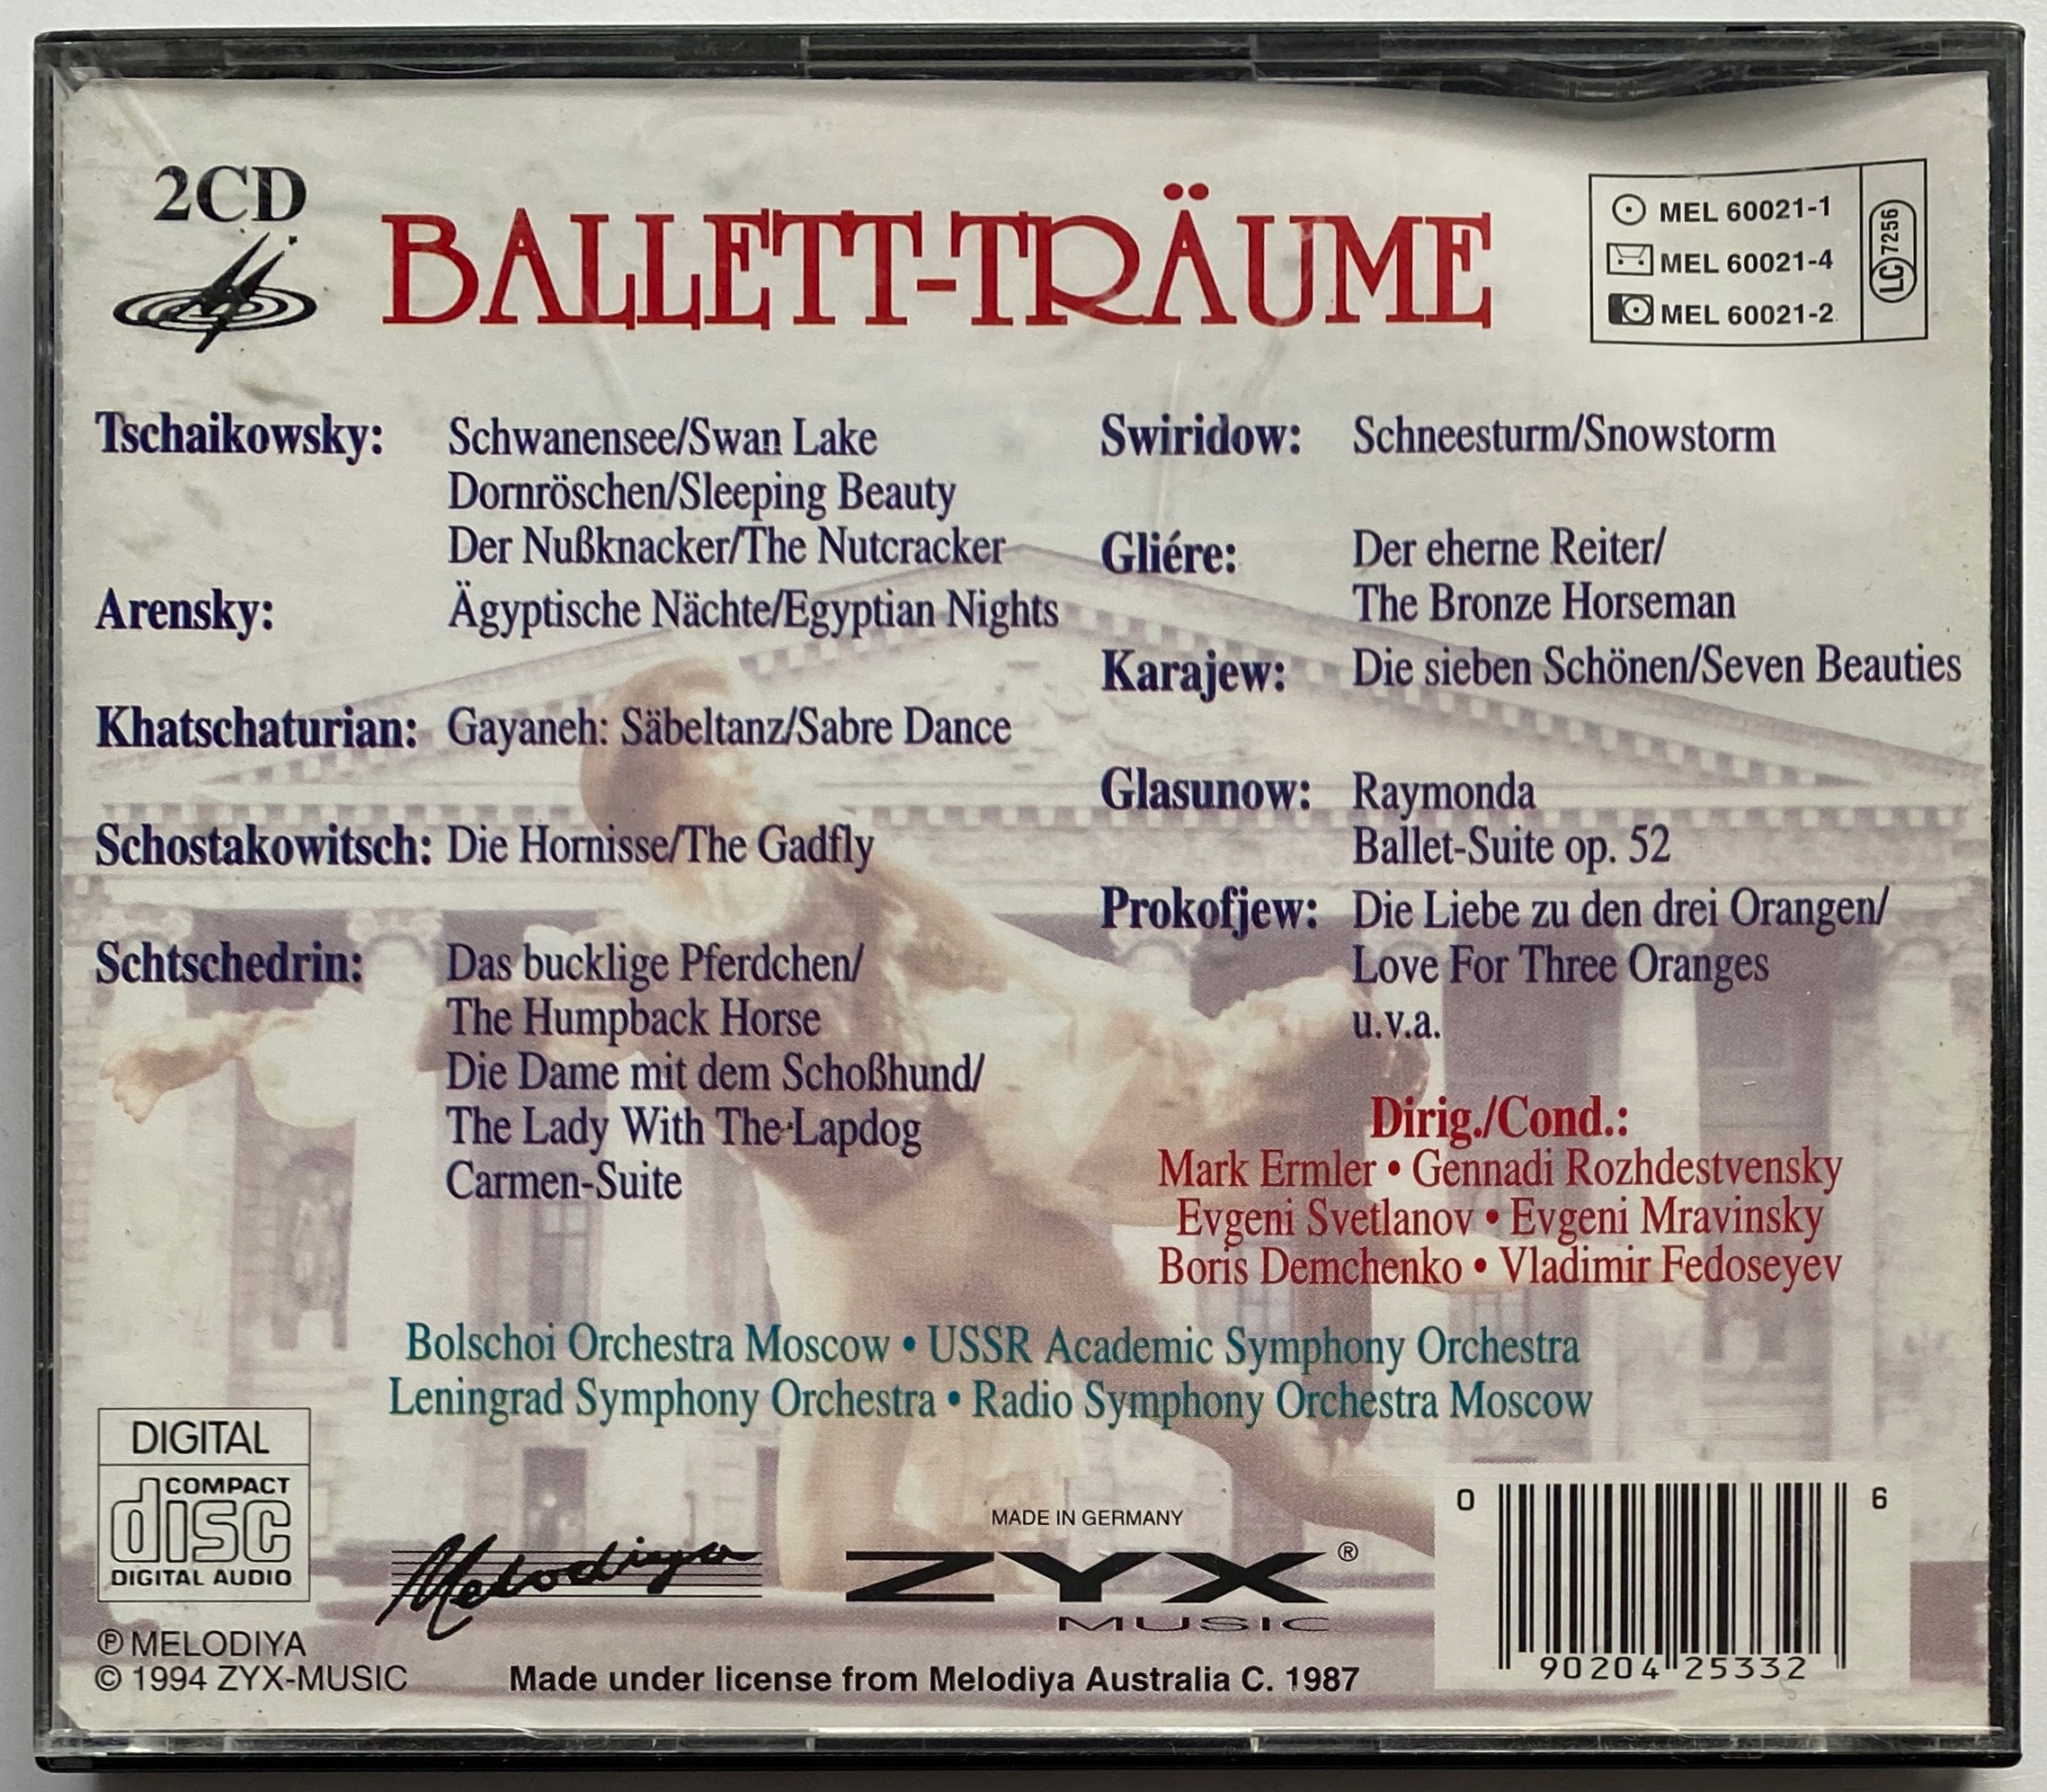 2CD
BALLETT-TRÄUME
MEL 60021-1
MEL 60021-4
MEL 60021-2
LC 7256
Tschaikowsky: Schwanensee/Swan Lake
Dornröschen/Sleeping Beauty
Der Nußknacker/The Nutcracker
Arensky: Ägyptische Nächte/Egyptian Nights
Khatschaturian: Gayaneh: Säbeltanz/Sabre Dance
Schostakowitsch: Die Hornisse/The Gadfly
Schtschedrin: Das bucklige Pferdchen/
The Humpback Horse
Die Dame mit dem Schoßhund/
The Lady With The Lapdog
Carmen-Suite
Swiridow: Schneesturm/Snowstorm
Gliére: Der eherne Reiter/
The Bronze Horseman
Karajew: Die sieben Schönen/Seven Beauties
Glasunow: Raymonda
Ballet-Suite op. 52
Prokofjew: Die Liebe zu den drei Orangen/
Love For Three Oranges
u.v.a.
Dirig./Cond.:
Mark Ermler • Gennadi Rozhdestvensky
Evgeni Svetlanov • Evgeni Mravinsky
Boris Demchenko • Vladimir Fedoseyev
Bolschoi Orchestra Moscow • USSR Academic Symphony Orchestra
Leningrad Symphony Orchestra • Radio Symphony Orchestra Moscow
DIGITAL
COMPACT
disc
DIGITAL AUDIO
Melodiya
MADE IN GERMANY
ZYX®
MUSIC
0 90204 25332 6
℗ MELODIYA
© 1994 ZYX-MUSIC
Made under license from Melodiya Australia C. 1987